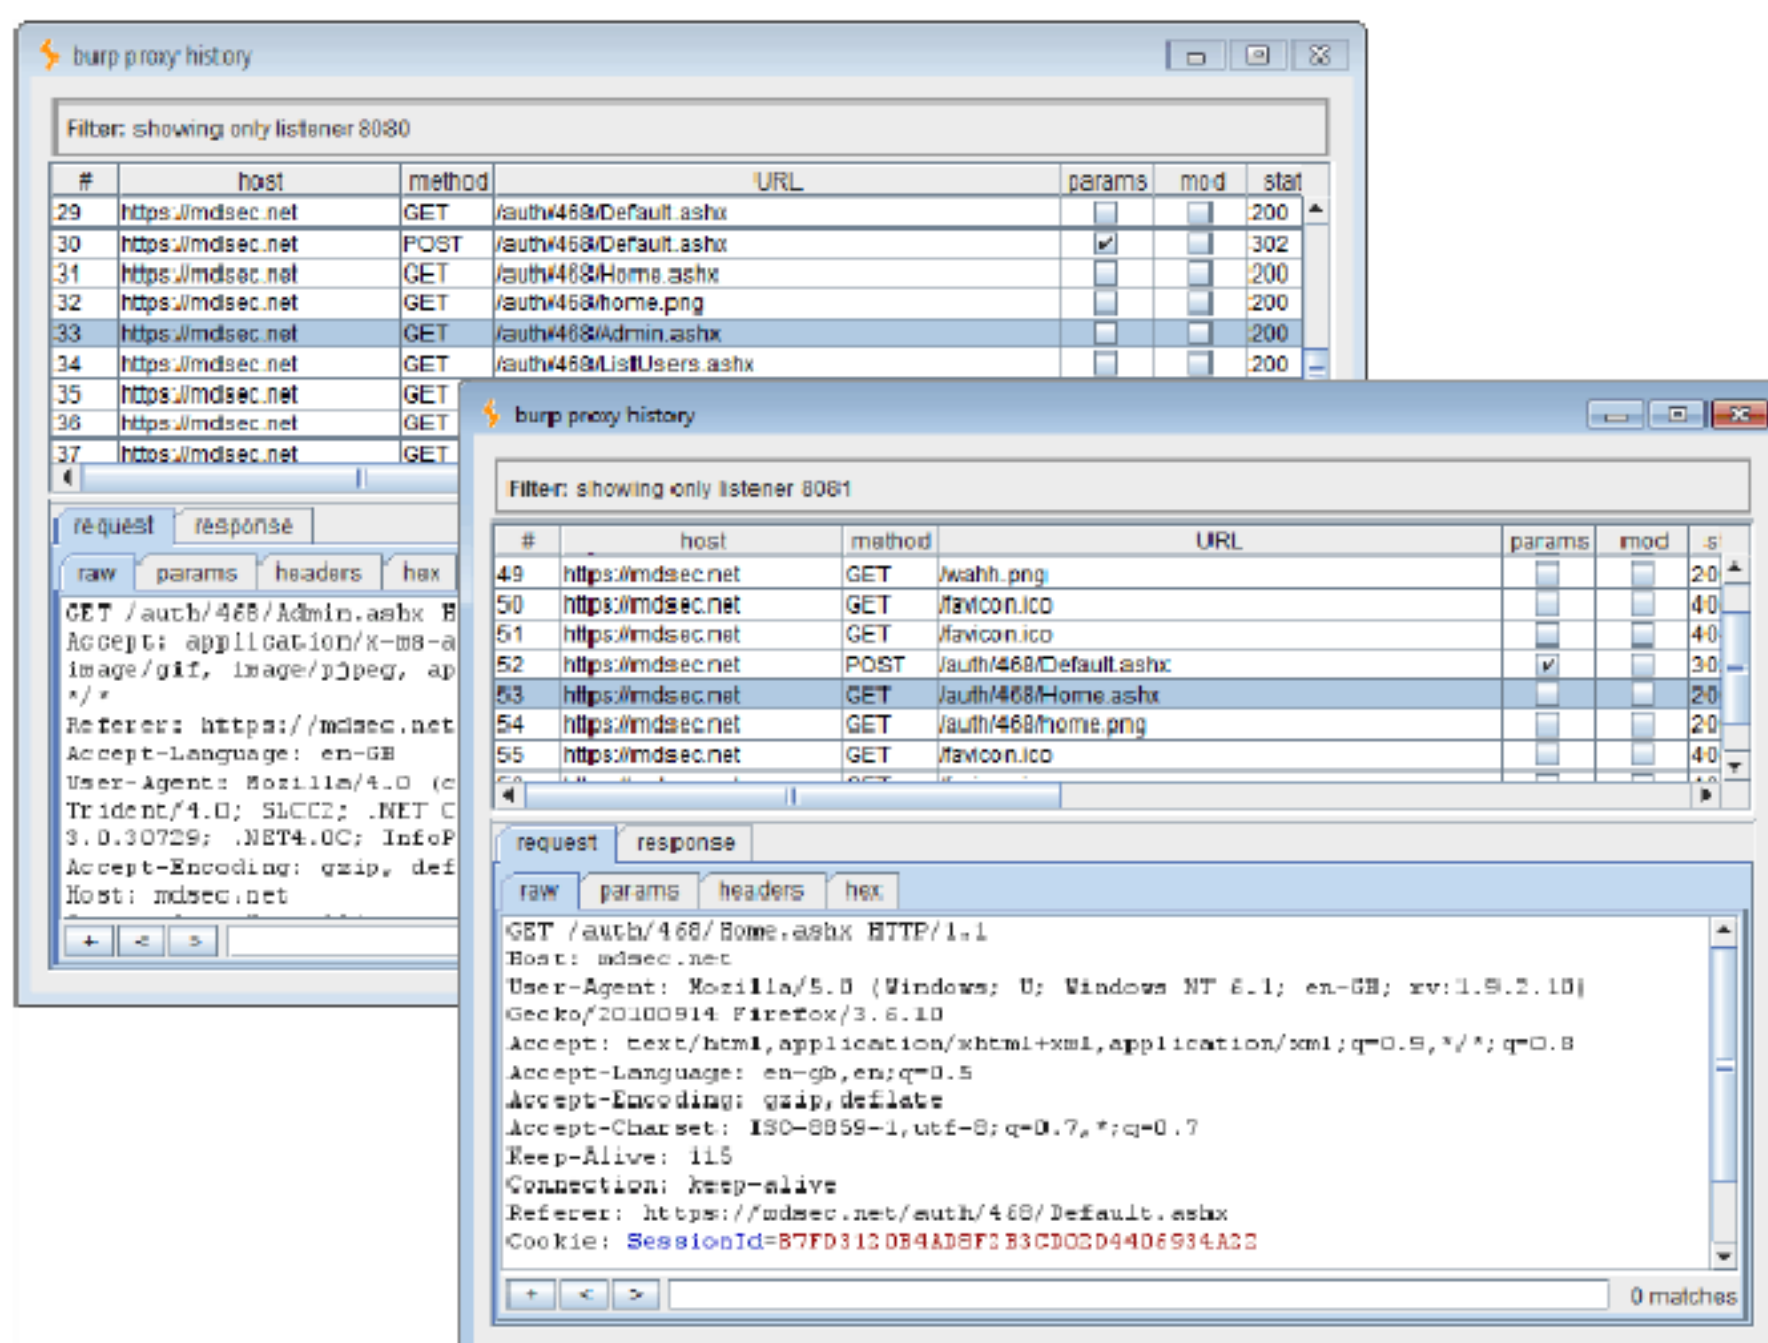 burp proxy history
Filter: showing only listener 8080
# host method URL params mod stat
29 https://mdsec.net GET /auth/468/Default.ashx 200
30 https://mdsec.net POST /auth/468/Default.ashx 302
31 https://mdsec.net GET /auth/468/Home.ashx 200
32 https://mdsec.net GET /auth/468/home.png 200
33 https://mdsec.net GET /auth/468/Admin.ashx 200
34 https://mdsec.net GET /auth/468/ListUsers.ashx 200
35 https://mdsec.net GET
36 https://mdsec.net GET
37 https://mdsec.net GET
request response
raw params headers hex
GET /auth/468/Admin.ashx H
Accept: application/x-ms-a
image/gif, image/pjpeg, ap
*/*
Referer: https://mdsec.net
Accept-Language: en-GB
User-Agent: Mozilla/4.0 (c
Trident/4.0; SLCC2; .NET C
3.0.30729; .NET4.0C; InfoP
Accept-Encoding: gzip, def
Host: mdsec.net
+ < >
burp proxy history
Filter: showing only listener 8081
# host method URL params mod s
49 https://mdsec.net GET /wahh.png 20
50 https://mdsec.net GET /favicon.ico 40
51 https://mdsec.net GET /favicon.ico 40
52 https://mdsec.net POST /auth/468/Default.ashx 30
53 https://mdsec.net GET /auth/468/Home.ashx 20
54 https://mdsec.net GET /auth/468/home.png 20
55 https://mdsec.net GET /favicon.ico 40
request response
raw params headers hex
GET /auth/468/Home.ashx HTTP/1.1
Host: mdsec.net
User-Agent: Mozilla/5.0 (Windows; U; Windows NT 6.1; en-GB; rv:1.9.2.10)
Gecko/20100914 Firefox/3.6.10
Accept: text/html,application/xhtml+xml,application/xml;q=0.9,*/*;q=0.8
Accept-Language: en-gb,en;q=0.5
Accept-Encoding: gzip,deflate
Accept-Charset: ISO-8859-1,utf-8;q=0.7,*;q=0.7
Keep-Alive: 115
Connection: keep-alive
Referer: https://mdsec.net/auth/468/Default.ashx
Cookie: SessionId=B7FD3120B4AD8F2B3CD02D4406934A22
+ < >
0 matches